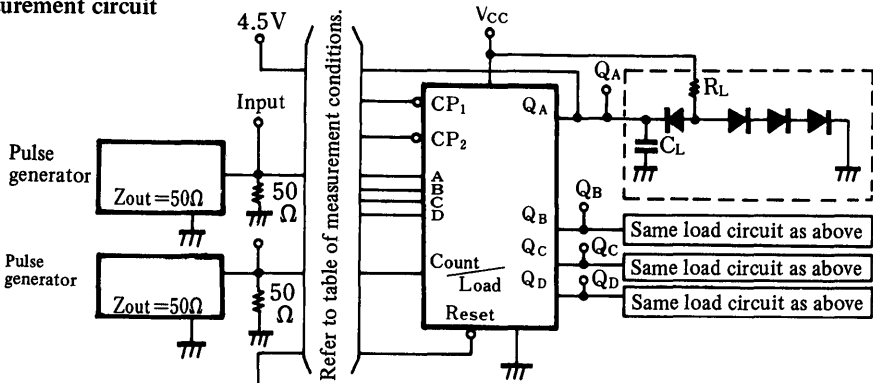 urement circuit
4.5V
Refer to table of measurement conditions.
VCC
Input
Pulse
generator
Zout=50Ω
50
Ω
Pulse
generator
Zout=50Ω
50
Ω
CP1
CP2
A
B
C
D
Count
Load
Reset
QA
QB
QC
QD
QA
RL
CL
QB
Same load circuit as above
QC
Same load circuit as above
QD
Same load circuit as above